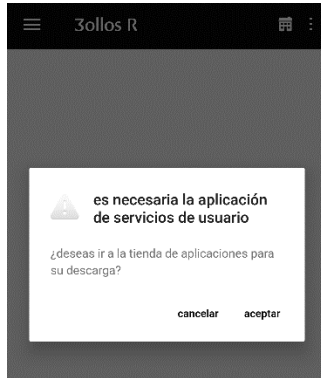 3ollos R
es necesaria la aplicación
de servicios de usuario
¿deseas ir a la tienda de aplicaciones para
su descarga?
cancelar aceptar